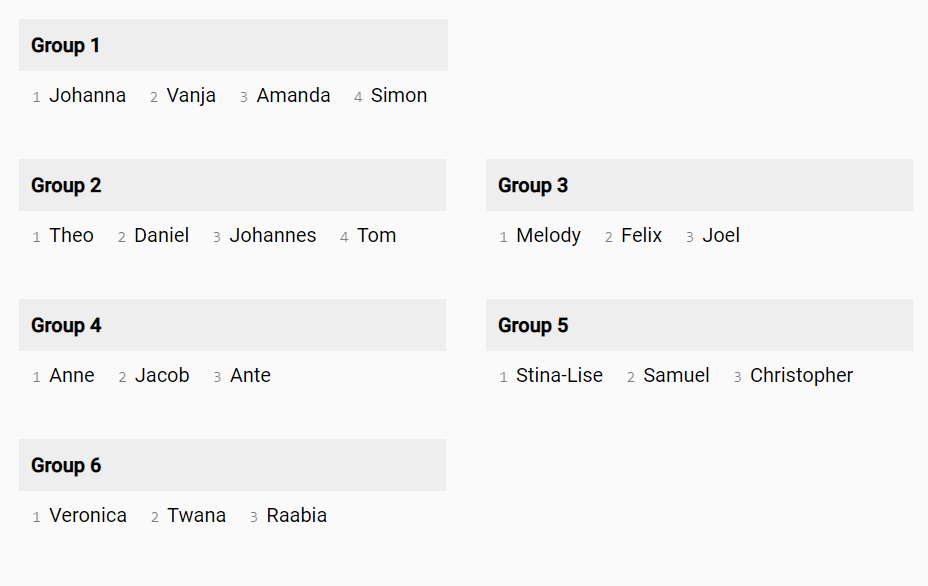 Group 1
1 Johanna 2 Vanja 3 Amanda 4 Simon
Group 2
1 Theo 2 Daniel 3 Johannes 4 Tom
Group 3
1 Melody 2 Felix 3 Joel
Group 4
1 Anne 2 Jacob 3 Ante
Group 5
1 Stina-Lise 2 Samuel 3 Christopher
Group 6
1 Veronica 2 Twana 3 Raabia